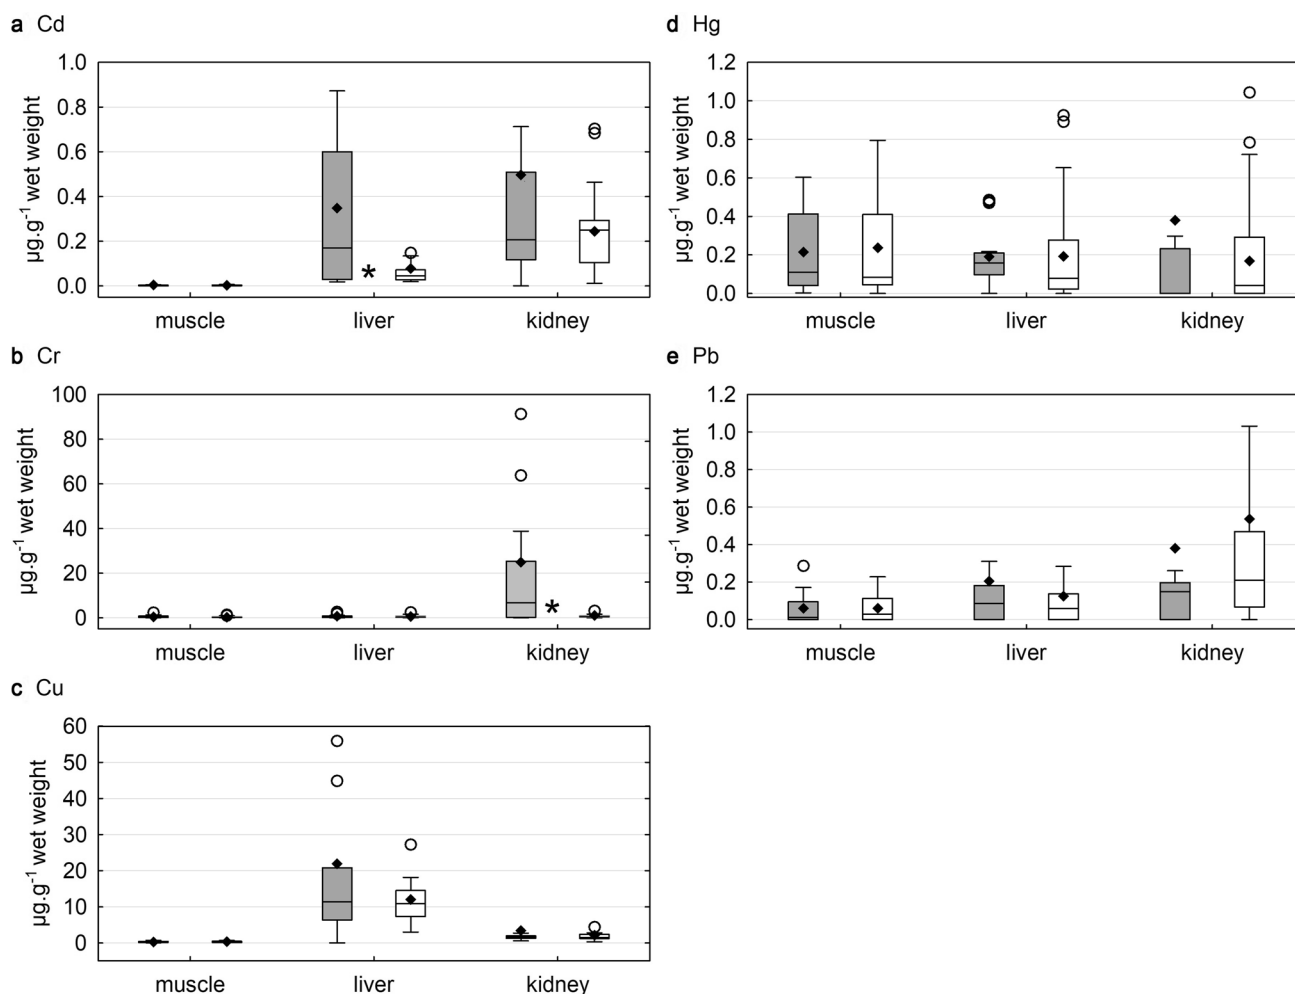 a Cd
µg.g⁻¹ wet weight
1.0
0.8
0.6
0.4
0.2
0.0
*
muscle liver kidney
b Cr
µg.g⁻¹ wet weight
100
80
60
40
20
0
*
muscle liver kidney
c Cu
µg.g⁻¹ wet weight
60
50
40
30
20
10
0
muscle liver kidney
d Hg
µg.g⁻¹ wet weight
1.2
1.0
0.8
0.6
0.4
0.2
0.0
muscle liver kidney
e Pb
µg.g⁻¹ wet weight
1.2
1.0
0.8
0.6
0.4
0.2
0.0
muscle liver kidney